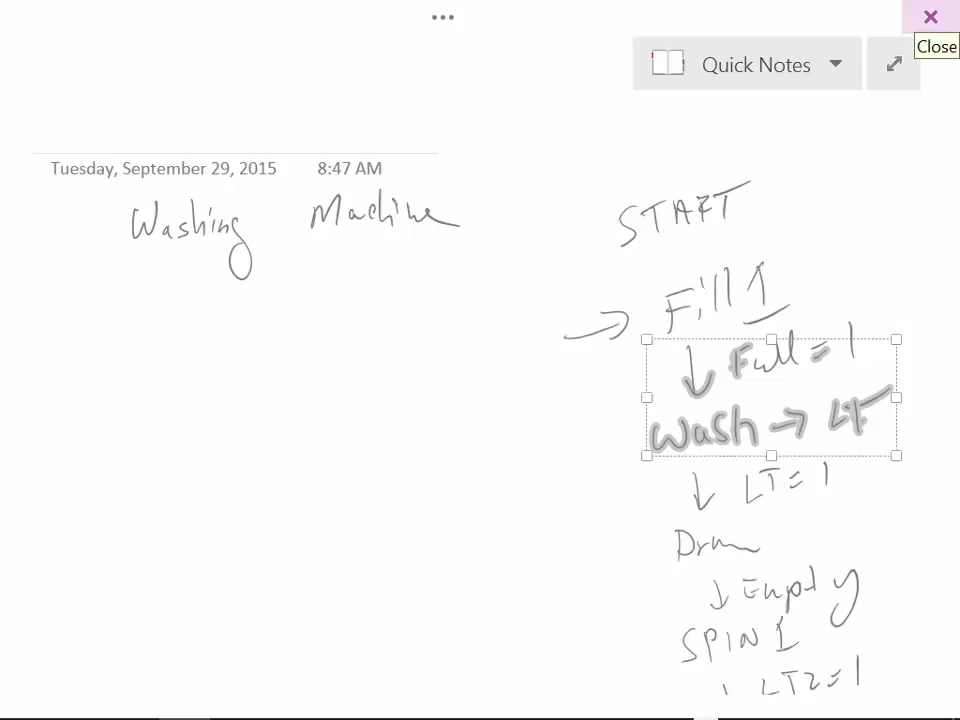 Close
Quick Notes
Tuesday, September 29, 2015 8:47 AM
Washing Machine
START
→ Fill 1
↓ Full = 1
Wash → LT
↓ LT = 1
Drain
↓ Empty
SPIN 1
LT2 = 1